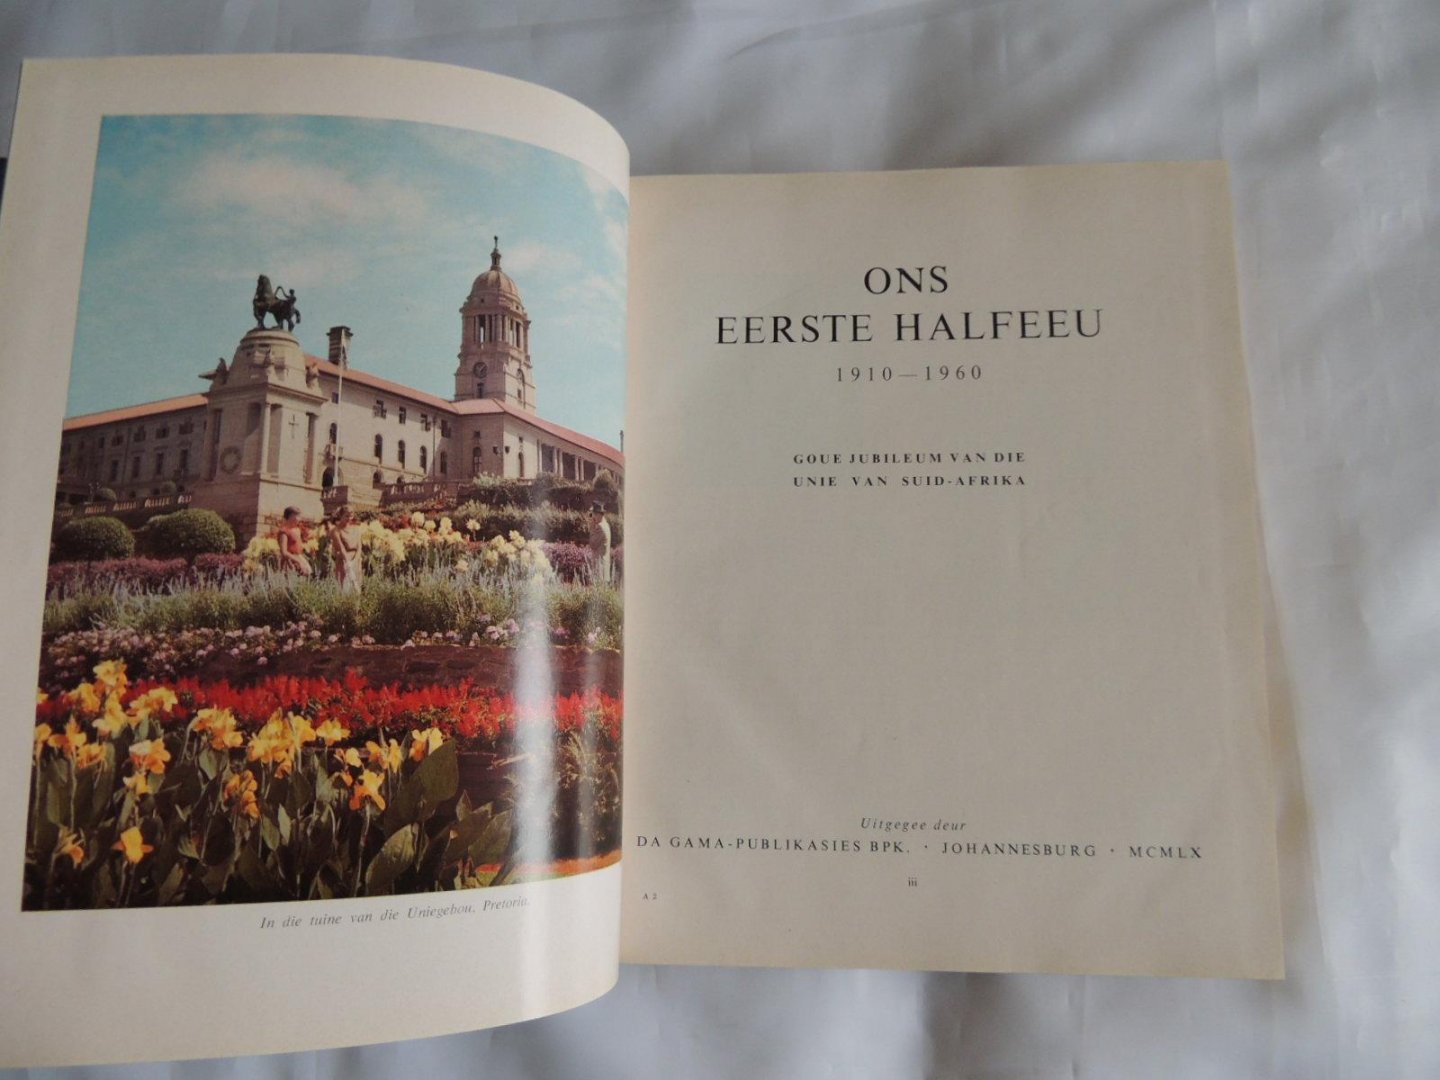 In die tuine van die Uniegebou, Pretoria.
ONS
EERSTE HALFEEU
1910—1960
GOUE JUBILEUM VAN DIE
UNIE VAN SUID-AFRIKA
Uitgegee deur
DA GAMA-PUBLIKASIES BPK. · JOHANNESBURG · MCMLX
iii
A 2